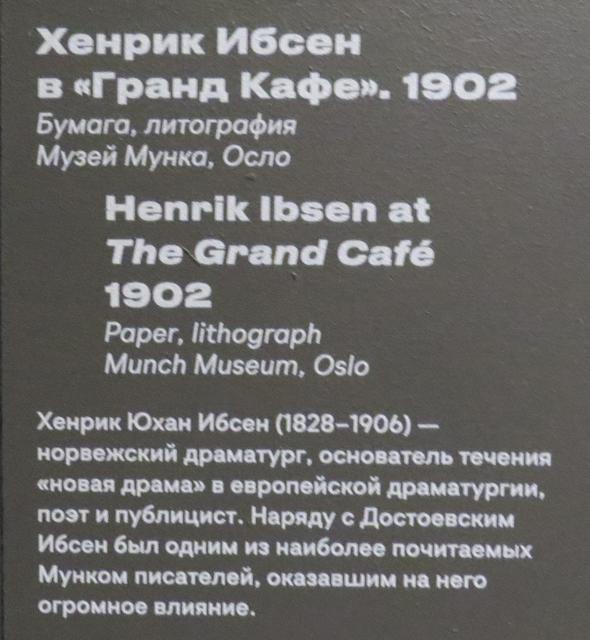 Хенрик Ибсен
в «Гранд Кафе». 1902
Бумага, литография
Музей Мунка, Осло
Henrik Ibsen at
The Grand Café
1902
Paper, lithograph
Munch Museum, Oslo
Хенрик Юхан Ибсен (1828–1906) —
норвежский драматург, основатель течения
«новая драма» в европейской драматургии,
поэт и публицист. Наряду с Достоевским
Ибсен был одним из наиболее почитаемых
Мунком писателей, оказавшим на него
огромное влияние.